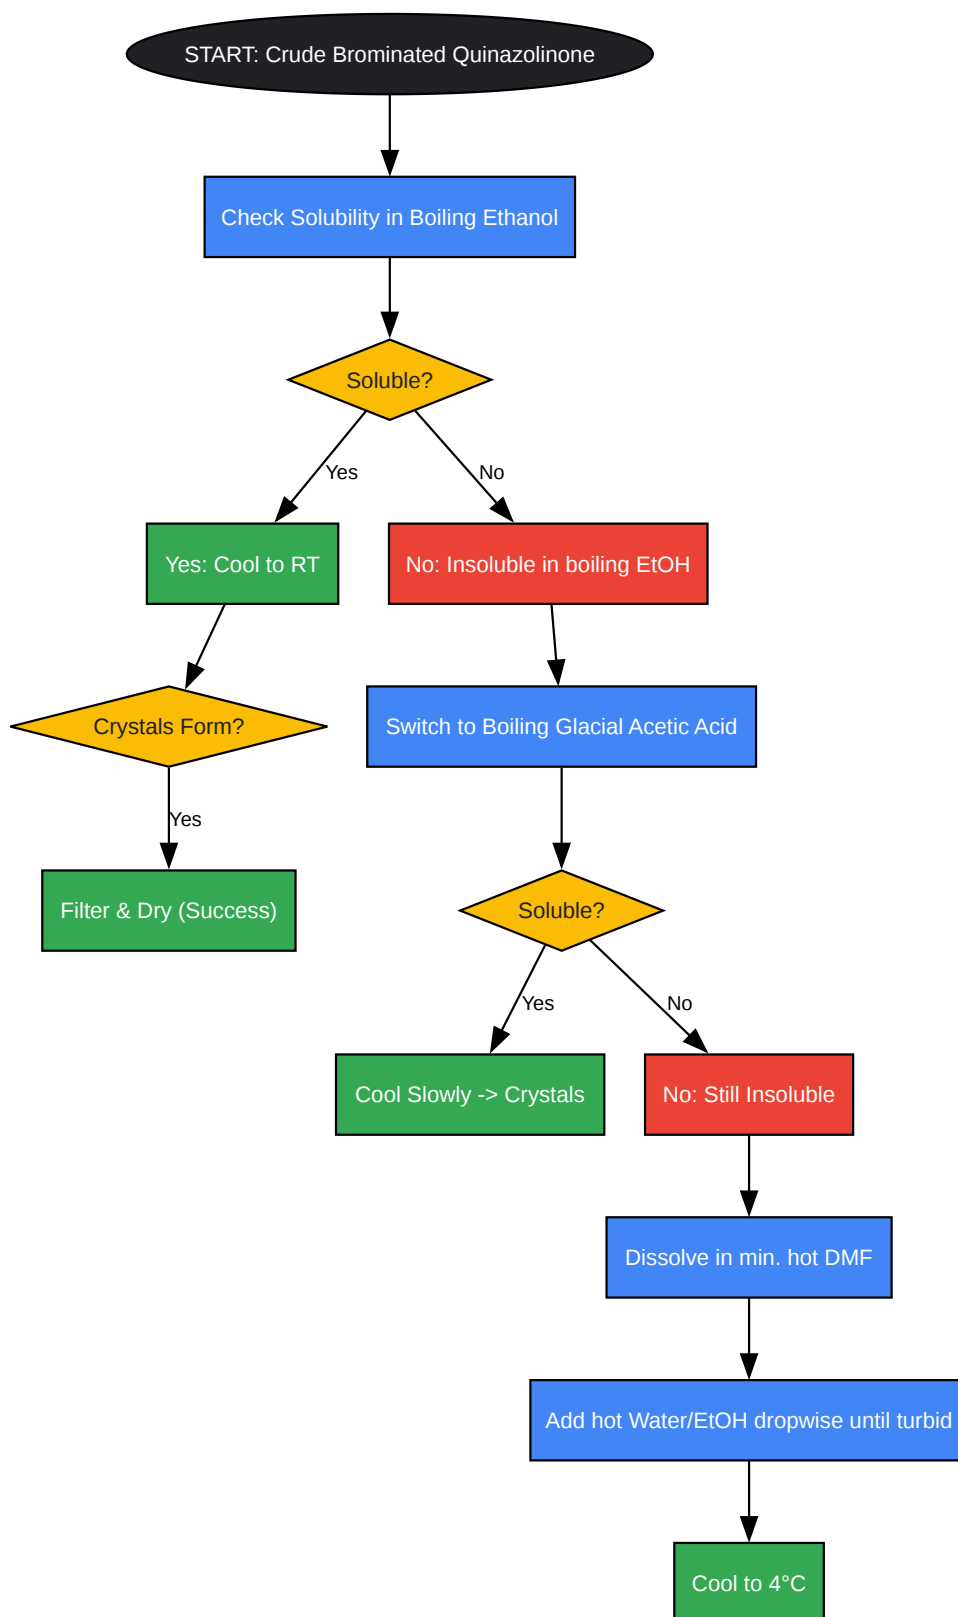 START: Crude Brominated Quinazolinone
Check Solubility in Boiling Ethanol
Soluble?
Yes
No
Yes: Cool to RT
No: Insoluble in boiling EtOH
Crystals Form?
Switch to Boiling Glacial Acetic Acid
Yes
Filter & Dry (Success)
Soluble?
Yes
No
Cool Slowly -> Crystals
No: Still Insoluble
Dissolve in min. hot DMF
Add hot Water/EtOH dropwise until turbid
Cool to 4°C